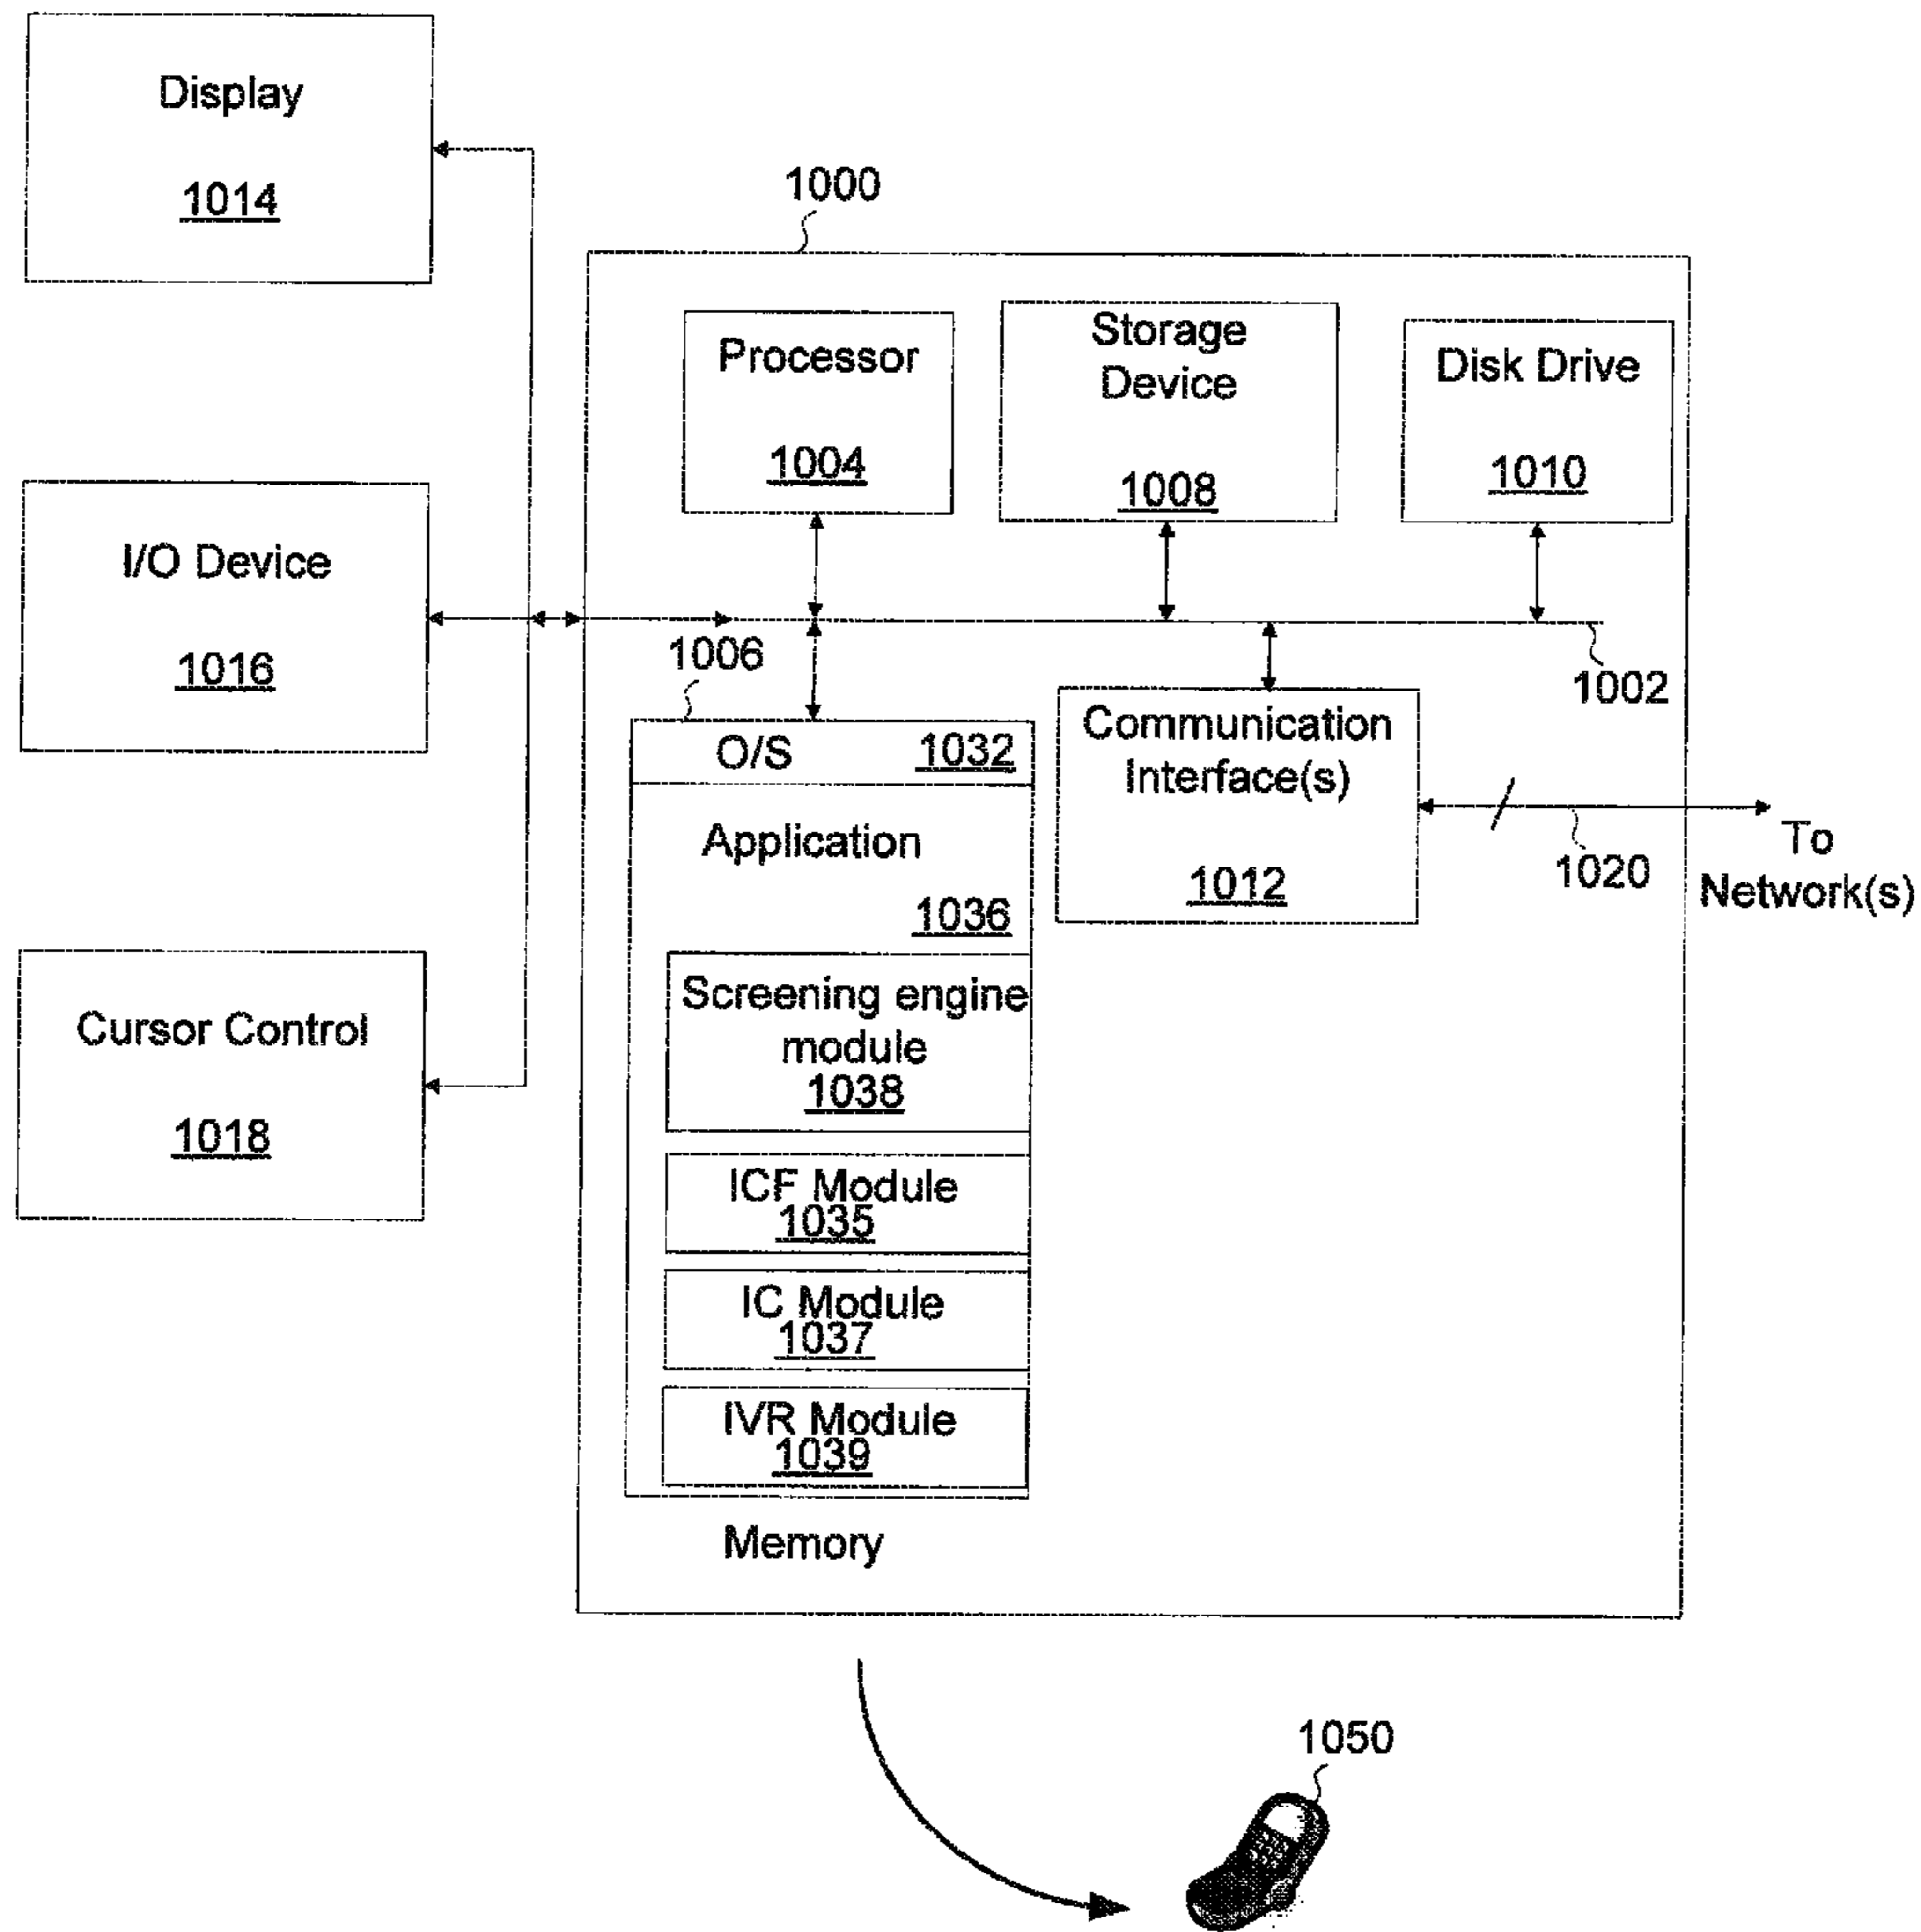 Display
1014
1000
Processor
1004
Storage
Device
1008
Disk Drive
1010
I/O Device
1016
1006
1002
O/S 1032
Application
1036
Communication
Interface(s)
1012
1020
To
Network(s)
Screening engine
module
1038
Cursor Control
1018
ICF Module
1035
IC Module
1037
IVR Module
1039
Memory
1050